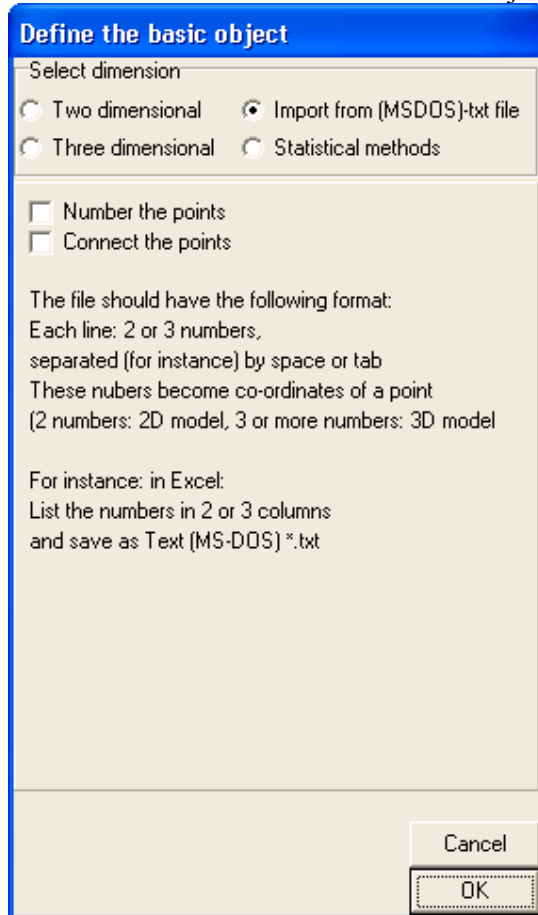 Define the basic object
Select dimension
Two dimensional Import from (MSDOS)-txt file
Three dimensional Statistical methods
Number the points
Connect the points
The file should have the following format:
Each line: 2 or 3 numbers,
separated (for instance) by space or tab
These nubers become co-ordinates of a point
(2 numbers: 2D model, 3 or more numbers: 3D model
For instance: in Excel:
List the numbers in 2 or 3 columns
and save as Text (MS-DOS) *.txt
Cancel
OK